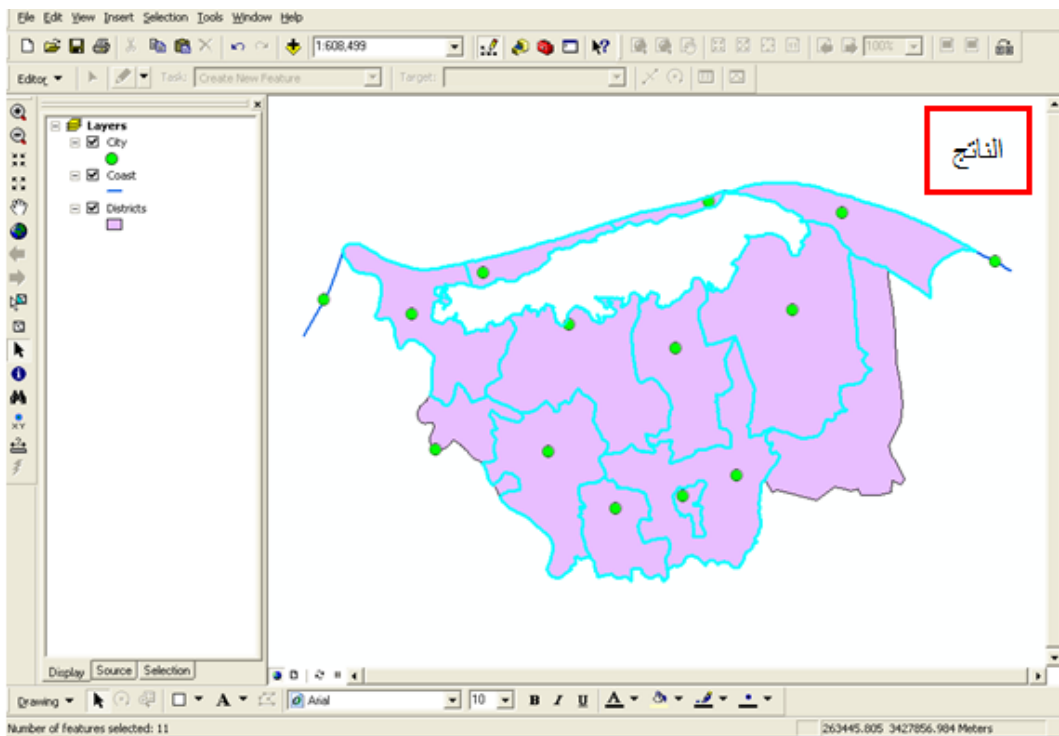 File Edit View Insert Selection Tools Window Help
1:608,499
100%
Editor
Task: Create New Feature
Target:
الناتج
Layers
City
Coast
Districts
XY
Display Source Selection
Drawing A Arial 10 B I U A
Number of features selected: 11
263445.805 3427856.984 Meters